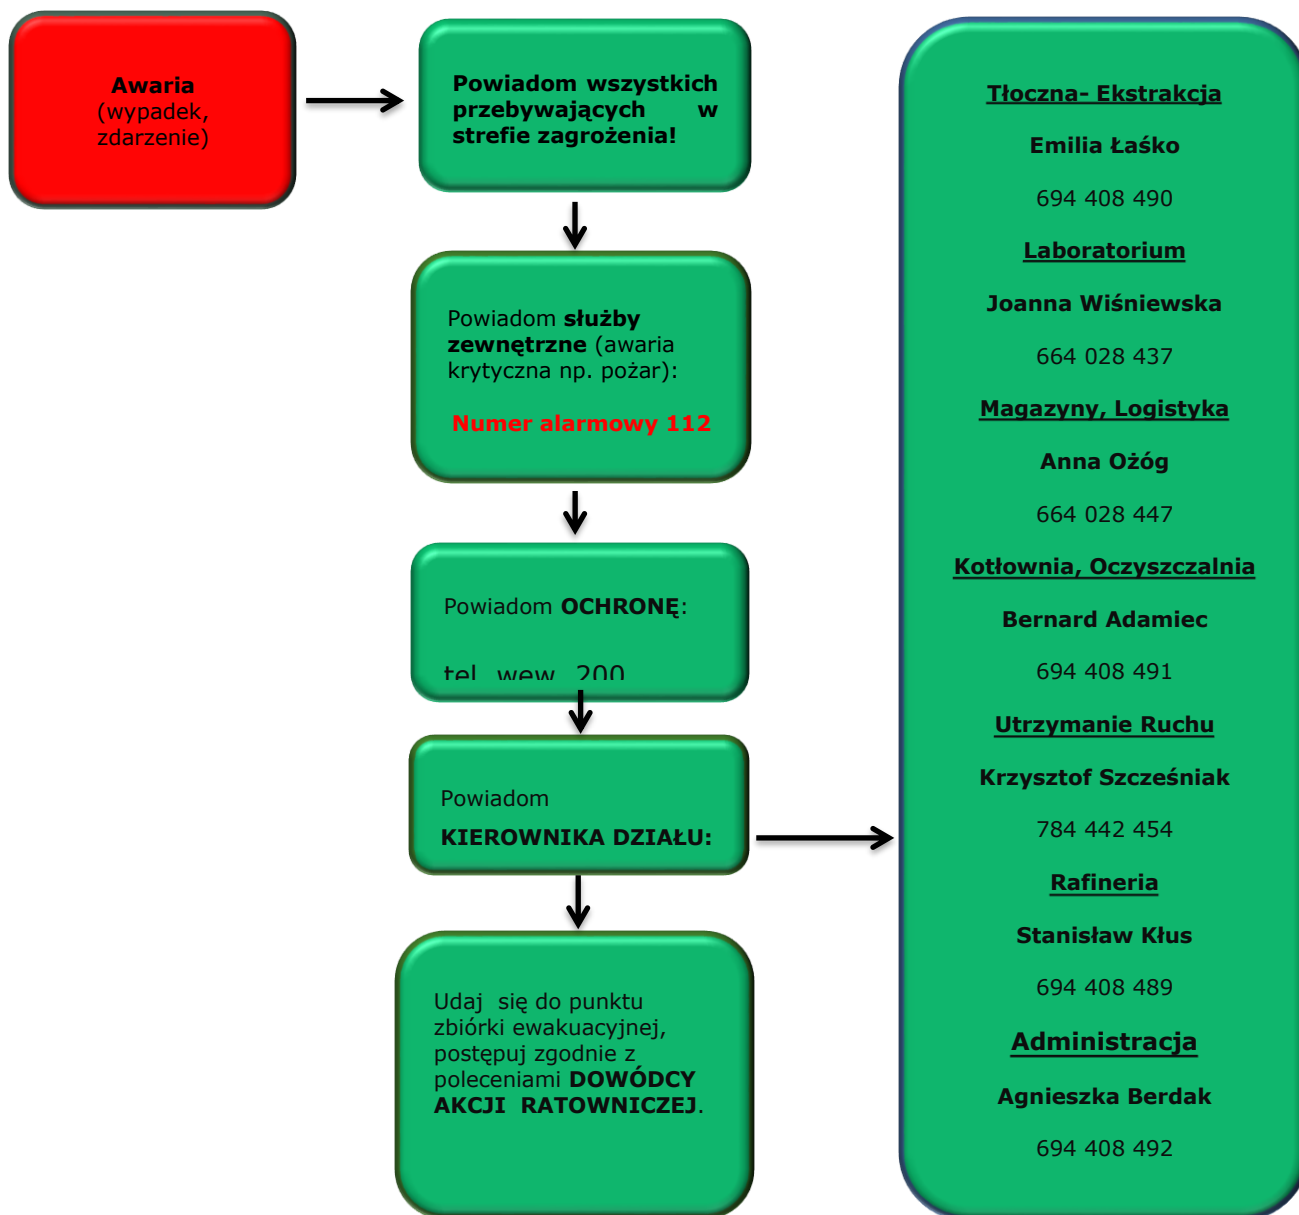 Awaria
(wypadek,
zdarzenie)
Powiadom wszystkich
przebywających w
strefie zagrożenia!
Powiadom służby
zewnętrzne (awaria
krytyczna np. pożar):
Numer alarmowy 112
Powiadom OCHRONĘ:
tel wew 200
Powiadom
KIEROWNIKA DZIAŁU:
Udaj się do punktu
zbiórki ewakuacyjnej,
postępuj zgodnie z
poleceniami DOWÓDCY
AKCJI RATOWNICZEJ.
Tłoczna- Ekstrakcja
Emilia Łaśko
694 408 490
Laboratorium
Joanna Wiśniewska
664 028 437
Magazyny, Logistyka
Anna Ożóg
664 028 447
Kotłownia, Oczyszczalnia
Bernard Adamiec
694 408 491
Utrzymanie Ruchu
Krzysztof Szcześniak
784 442 454
Rafineria
Stanisław Kłus
694 408 489
Administracja
Agnieszka Berdak
694 408 492